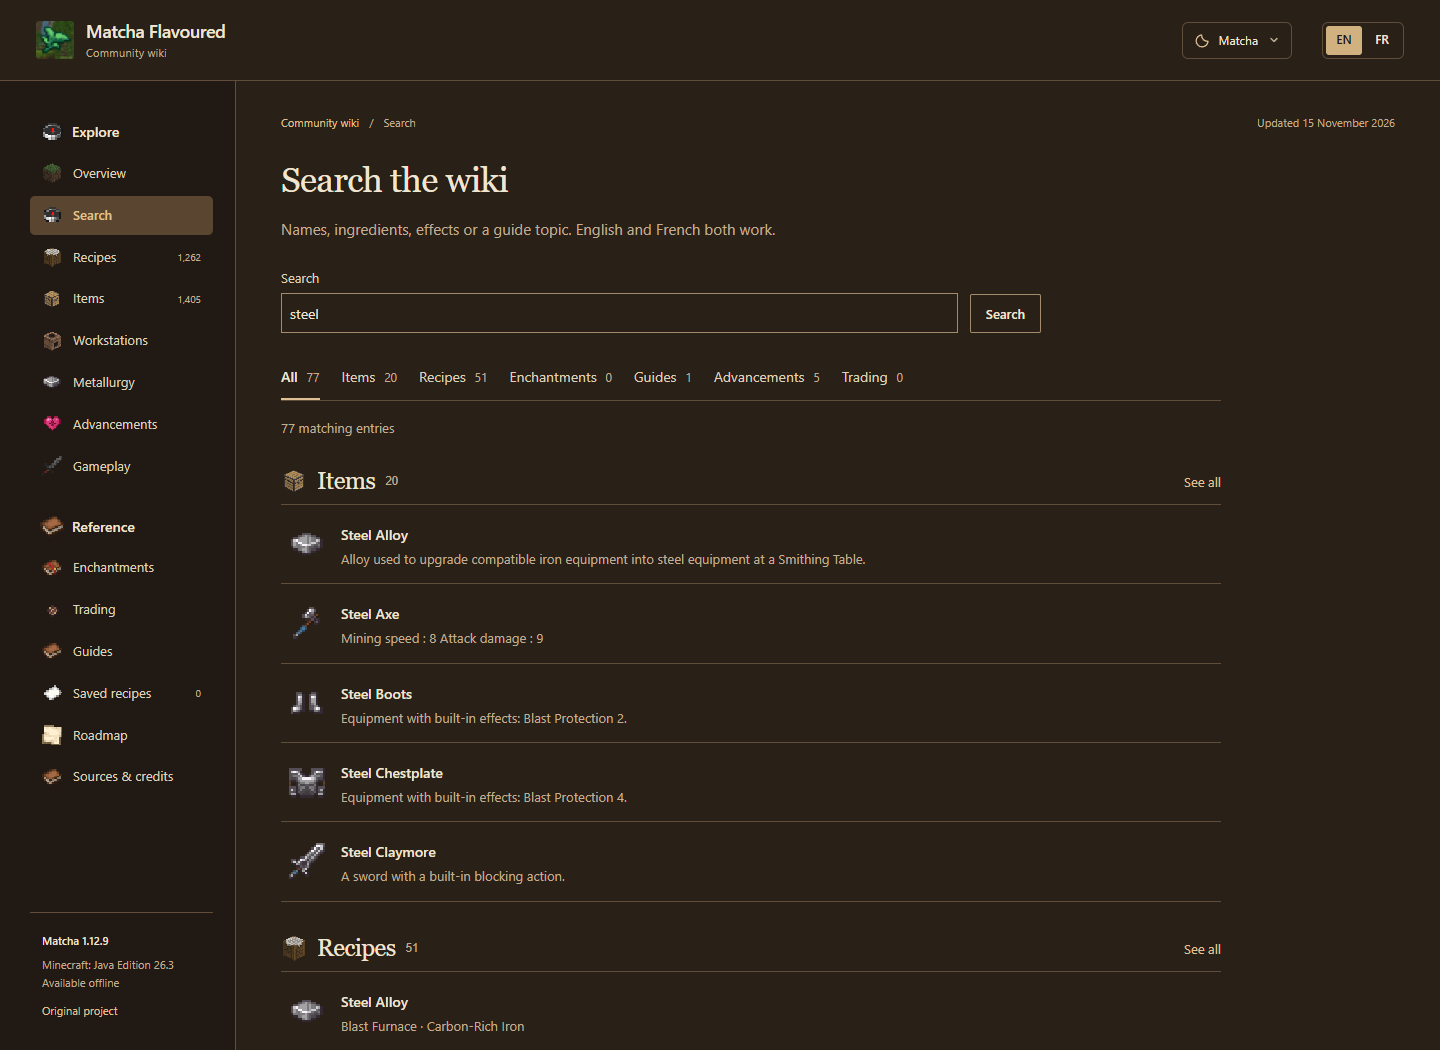 Matcha Flavoured
Community wiki
Matcha
EN
FR
Explore
Overview
Search
Recipes 1,262
Items 1,405
Workstations
Metallurgy
Advancements
Gameplay
Reference
Enchantments
Trading
Guides
Saved recipes 0
Roadmap
Sources & credits
Matcha 1.12.9
Minecraft: Java Edition 26.3
Available offline
Original project
Community wiki / Search
Updated 15 November 2026
Search the wiki
Names, ingredients, effects or a guide topic. English and French both work.
Search
steel
Search
All 77 Items 20 Recipes 51 Enchantments 0 Guides 1 Advancements 5 Trading 0
77 matching entries
Items 20
See all
Steel Alloy
Alloy used to upgrade compatible iron equipment into steel equipment at a Smithing Table.
Steel Axe
Mining speed : 8 Attack damage : 9
Steel Boots
Equipment with built-in effects: Blast Protection 2.
Steel Chestplate
Equipment with built-in effects: Blast Protection 4.
Steel Claymore
A sword with a built-in blocking action.
Recipes 51
See all
Steel Alloy
Blast Furnace · Carbon-Rich Iron